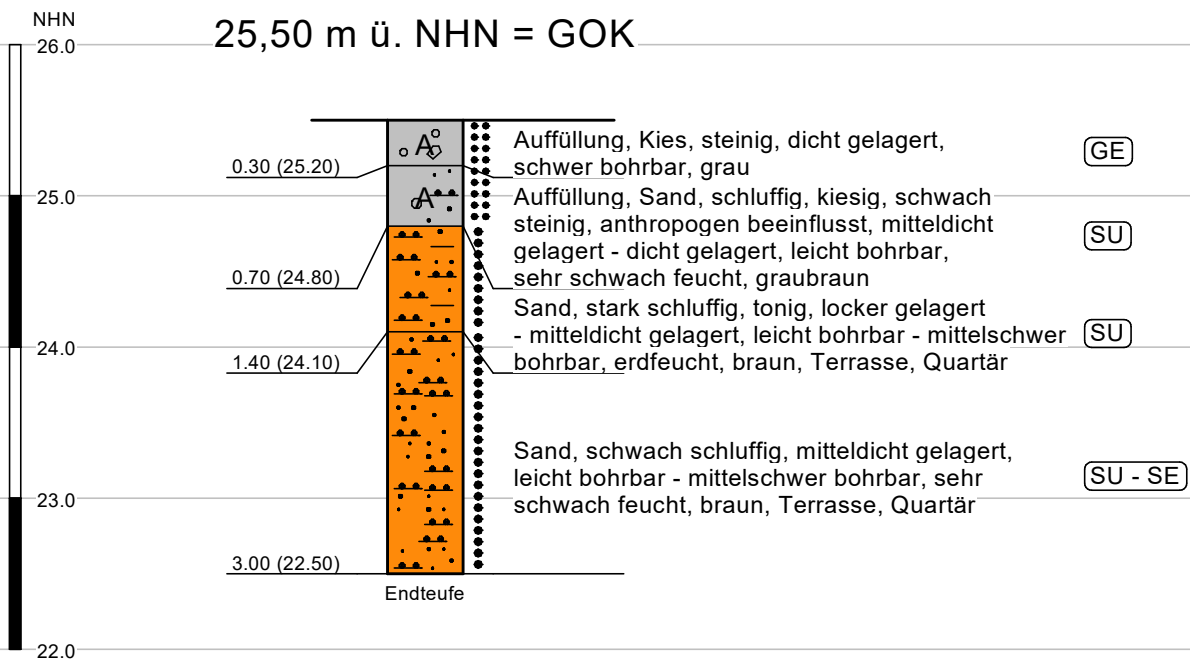 NHN
25,50 m ü. NHN = GOK
26.0
A
Auffüllung, Kies, steinig, dicht gelagert,
schwer bohrbar, grau
GE
0.30 (25.20)
25.0
A
Auffüllung, Sand, schluffig, kiesig, schwach
steinig, anthropogen beeinflusst, mitteldicht
gelagert - dicht gelagert, leicht bohrbar,
sehr schwach feucht, graubraun
SU
0.70 (24.80)
Sand, stark schluffig, tonig, locker gelagert
- mitteldicht gelagert, leicht bohrbar - mittelschwer
bohrbar, erdfeucht, braun, Terrasse, Quartär
SU
24.0
1.40 (24.10)
Sand, schwach schluffig, mitteldicht gelagert,
leicht bohrbar - mittelschwer bohrbar, sehr
schwach feucht, braun, Terrasse, Quartär
SU - SE
23.0
3.00 (22.50)
Endteufe
22.0